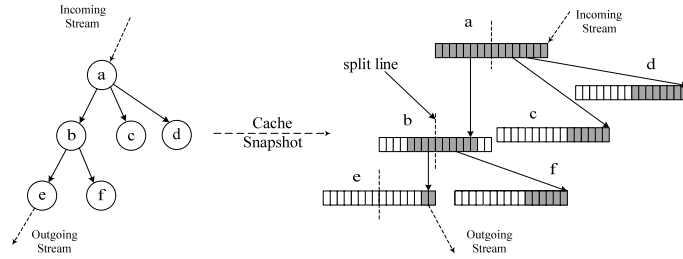 Incoming
Stream
a
b
c
d
e
f
Outgoing
Stream
Cache
Snapshot
a
Incoming
Stream
split line
d
b
c
e
f
Outgoing
Stream